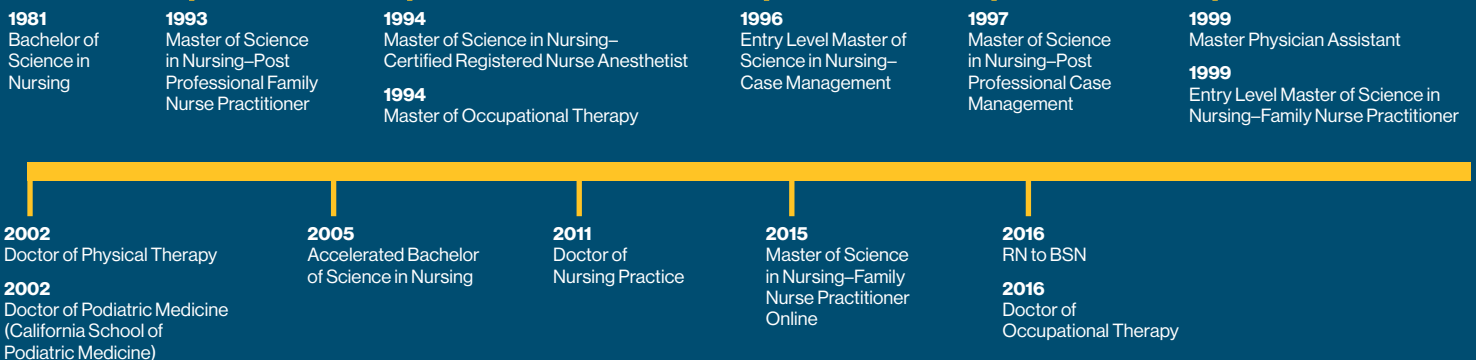 1981
Bachelor of
Science in
Nursing
1993
Master of Science
in Nursing–Post
Professional Family
Nurse Practitioner
1994
Master of Science in Nursing–
Certified Registered Nurse Anesthetist
1994
Master of Occupational Therapy
1996
Entry Level Master of
Science in Nursing–
Case Management
1997
Master of Science
in Nursing–Post
Professional Case
Management
1999
Master Physician Assistant
1999
Entry Level Master of Science in
Nursing–Family Nurse Practitioner
2002
Doctor of Physical Therapy
2002
Doctor of Podiatric Medicine
(California School of
Podiatric Medicine)
2005
Accelerated Bachelor
of Science in Nursing
2011
Doctor of
Nursing Practice
2015
Master of Science
in Nursing–Family
Nurse Practitioner
Online
2016
RN to BSN
2016
Doctor of
Occupational Therapy